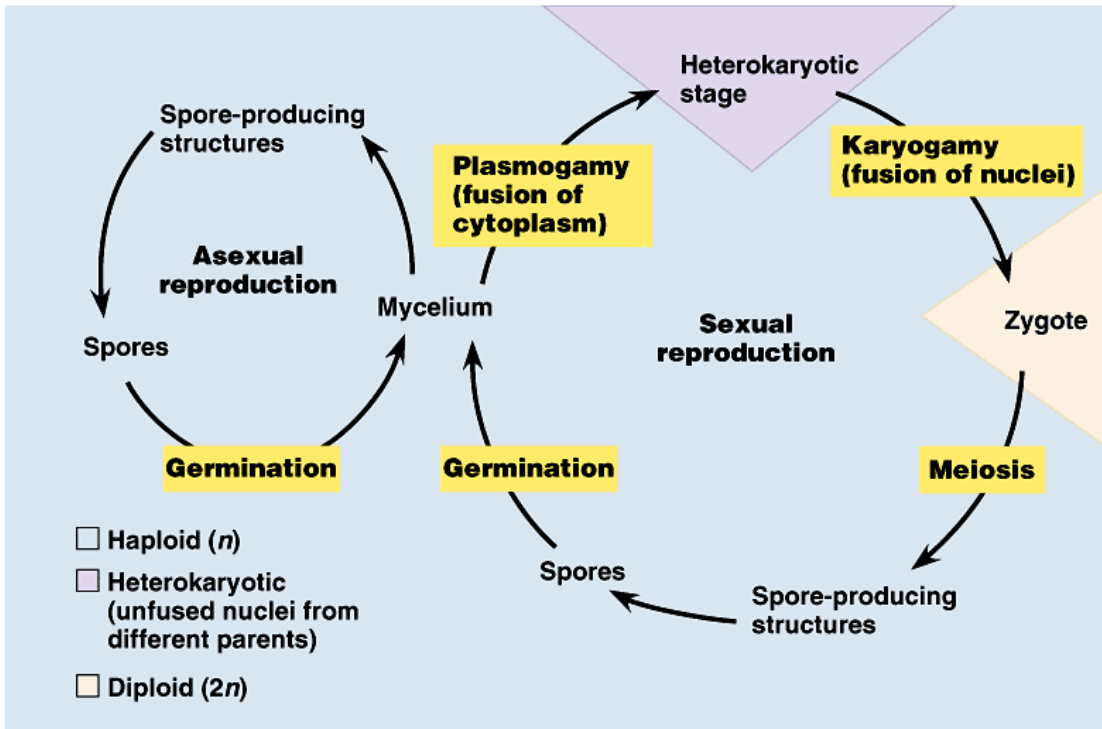 Heterokaryotic
stage
Spore-producing
structures
Karyogamy
(fusion of nuclei)
Plasmogamy
(fusion of
cytoplasm)
Asexual
reproduction
Mycelium
Zygote
Sexual
reproduction
Spores
Germination
Germination
Meiosis
Haploid (n)
Heterokaryotic
(unfused nuclei from
different parents)
Diploid (2n)
Spores
Spore-producing
structures